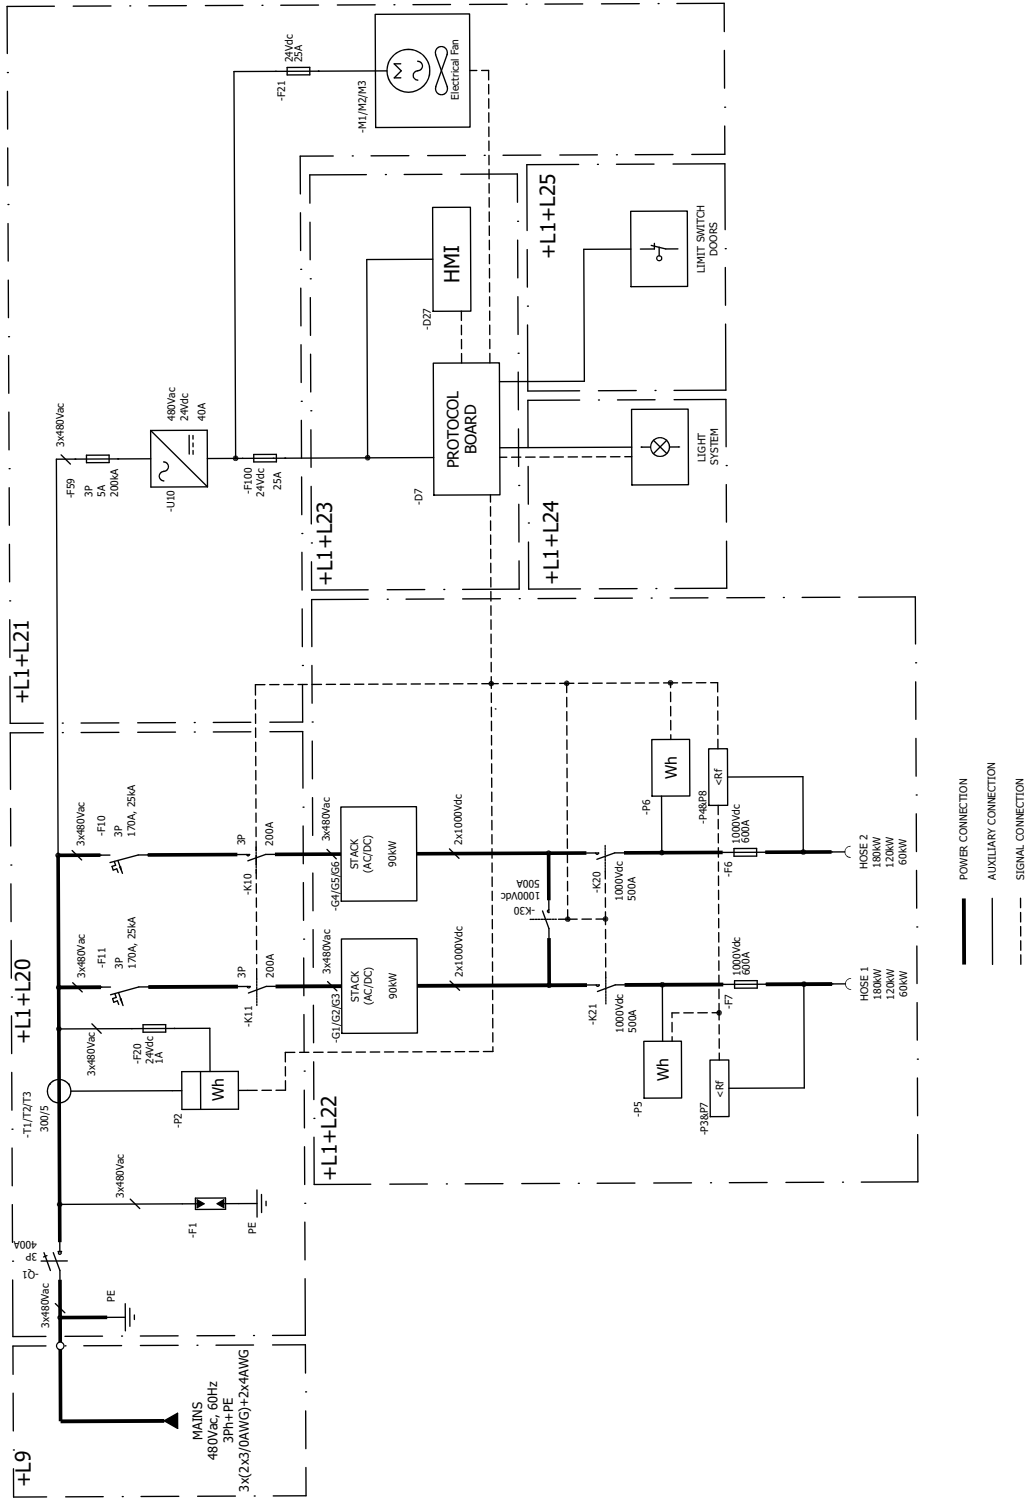 +L9
MAINS
480Vac, 60Hz
3Ph+PE
3x(2x3/0AWG)+2x4AWG
+L1+L20
3x480Vac
PE
-Q1
3P
400A
3x480Vac
-F1
PE
-T1/T2/T3
300/5
3x480Vac
-F20
24Vdc
1A
-P2
Wh
3x480Vac
-F11
3P
170A, 25kA
-K11
3P
200A
3x480Vac
-F10
3P
170A, 25kA
-K10
3P
200A
+L1+L21
3x480Vac
-F59
3P
5A
200kA
-U10
480Vac
24Vdc
40A
-F100
24Vdc
25A
-F21
24Vdc
25A
-M1/M2/M3
M
Electrical Fan
+L1+L22
3x480Vac
-G1/G2/G3
STACK
(AC/DC)
90kW
2x1000Vdc
3x480Vac
-G4/G5/G6
STACK
(AC/DC)
90kW
2x1000Vdc
-K30
1000Vdc
500A
-K21
1000Vdc
500A
-K20
1000Vdc
500A
-P5
Wh
-P3&P7
<Rf
-F7
1000Vdc
600A
-P6
Wh
-P4&P8
<Rf
-F6
1000Vdc
600A
HOSE 1
180kW
120kW
60kW
HOSE 2
180kW
120kW
60kW
+L1+L23
-D7
PROTOCOL
BOARD
-D27
HMI
+L1+L24
LIGHT
SYSTEM
+L1+L25
LIMIT SWITCH
DOORS
POWER CONNECTION
AUXILIARY CONNECTION
SIGNAL CONNECTION